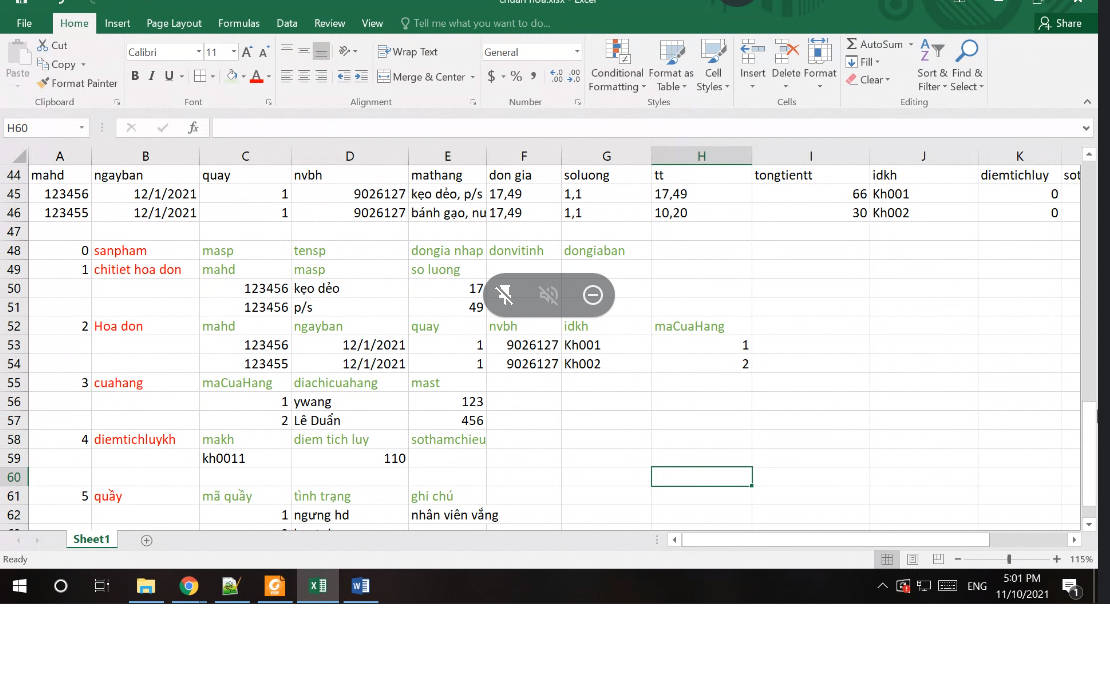 chuan hoa.xlsx - Excel
File Home Insert Page Layout Formulas Data Review View Tell me what you want to do... Share
Cut
Copy
Format Painter
Paste
Clipboard
Calibri 11
B I U
Font
Wrap Text
Merge & Center
Alignment
General
$ % ,
Number
Conditional Formatting
Format as Table
Cell Styles
Styles
Insert Delete Format
Cells
AutoSum
Fill
Clear
Sort & Filter
Find & Select
Editing
H60 fx
A B C D E F G H I J K
44 mahd ngayban quay nvbh mathang don gia soluong tt tongtientt idkh diemtichluy
45 123456 12/1/2021 1 9026127 kẹo dẻo, p/s 17,49 1,1 17,49 66 Kh001 0
46 123455 12/1/2021 1 9026127 bánh gạo, nu 17,49 1,1 10,20 30 Kh002 0
47
48 0 sanpham masp tensp dongia nhap donvitinh dongiaban
49 1 chitiet hoa don mahd masp so luong
50 123456 kẹo dẻo 17
51 123456 p/s 49
52 2 Hoa don mahd ngayban quay nvbh idkh maCuaHang
53 123456 12/1/2021 1 9026127 Kh001 1
54 123455 12/1/2021 1 9026127 Kh002 2
55 3 cuahang maCuaHang diachicuahang mast
56 1 ywang 123
57 2 Lê Duẩn 456
58 4 diemtichluykh makh diem tich luy sothamchieu
59 kh0011 110
60
61 5 quầy mã quầy tình trạng ghi chú
62 1 ngưng hd nhân viên vắng
Sheet1
Ready 115%
ENG 5:01 PM
11/10/2021 1